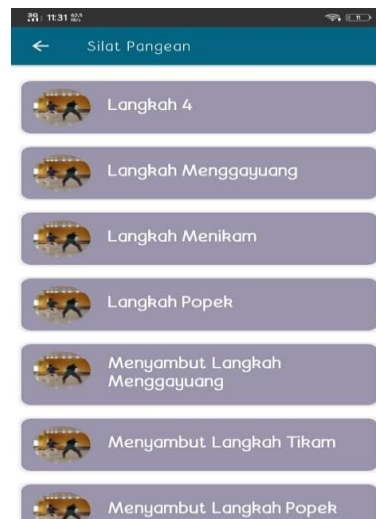 11:31
Silat Pangean
Langkah 4
Langkah Menggayuang
Langkah Menikam
Langkah Popek
Menyambut Langkah
Menggayuang
Menyambut Langkah Tikam
Menyambut Langkah Popek